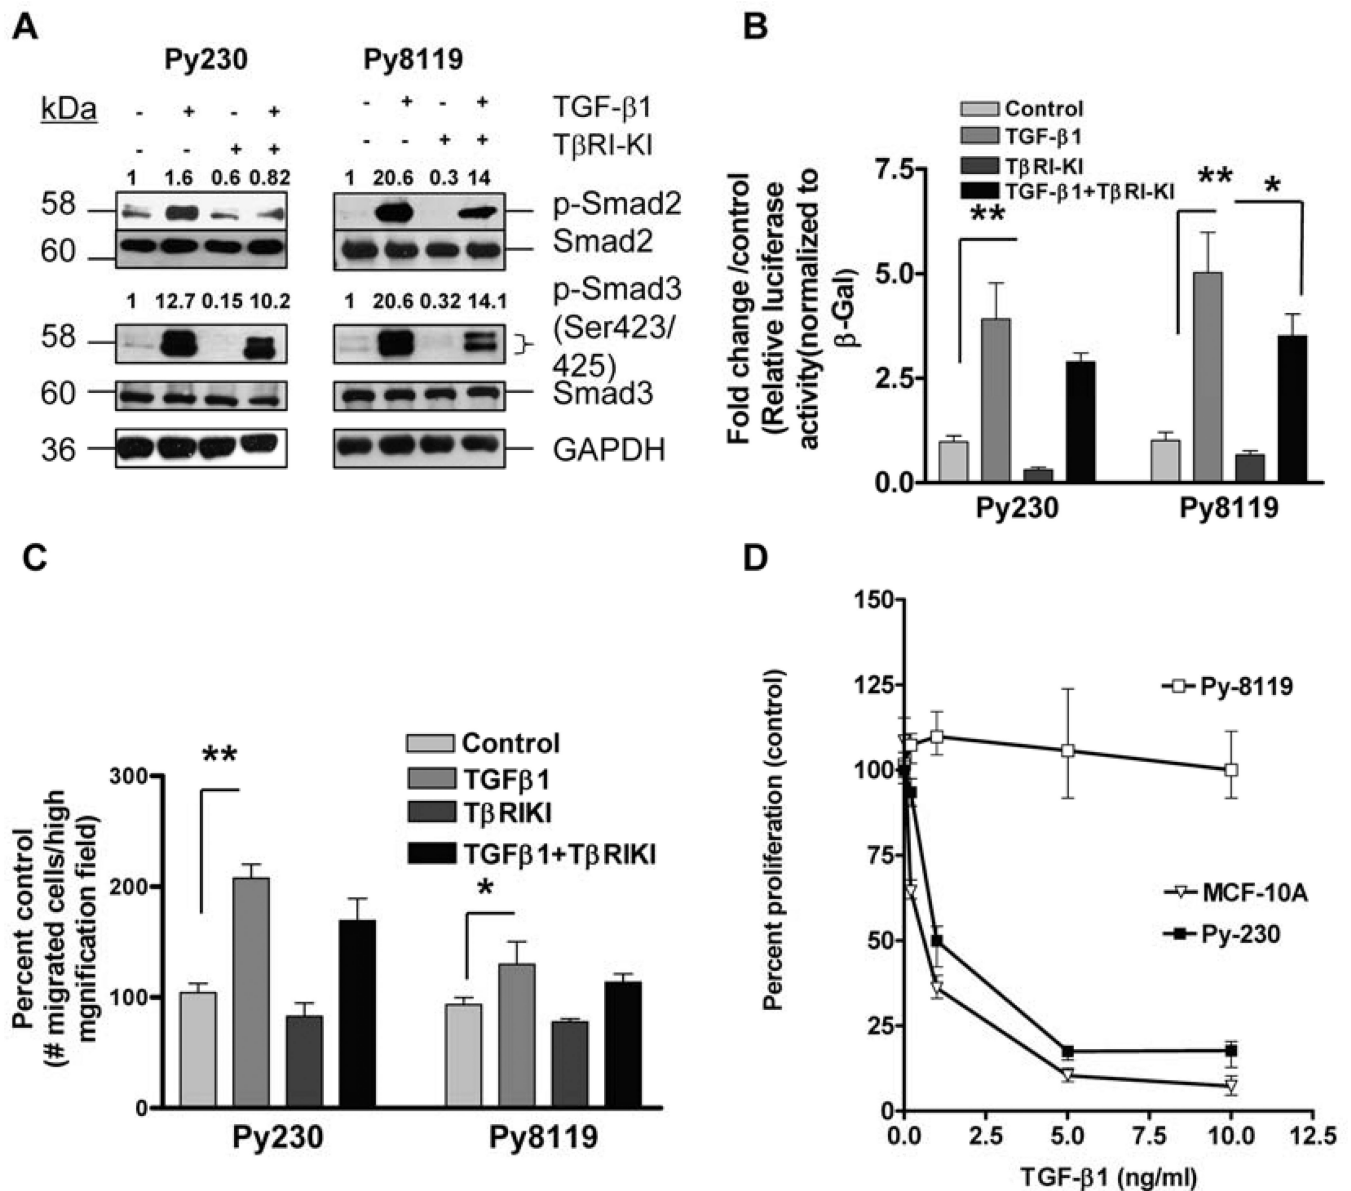 A
Py230
Py8119
kDa
- + - +
- + - +
TGF-β1
- - + +
- - + +
TβRI-KI
1 1.6 0.6 0.82
1 20.6 0.3 14
58
p-Smad2
60
Smad2
1 12.7 0.15 10.2
1 20.6 0.32 14.1
p-Smad3
(Ser423/
425)
58
60
Smad3
36
GAPDH
B
Control
TGF-β1
TβRI-KI
TGF-β1+TβRI-KI
Fold change /control
(Relative luciferase
activity(normalized to
β-Gal)
7.5
5.0
2.5
0.0
**
**
*
Py230
Py8119
C
Control
TGFβ1
TβRIKI
TGFβ1+TβRIKI
Percent control
(# migrated cells/high
mgnification field)
300
200
100
0
**
*
Py230
Py8119
D
Percent proliferation (control)
150
125
100
75
50
25
0
Py-8119
MCF-10A
Py-230
0.0 2.5 5.0 7.5 10.0 12.5
TGF-β1 (ng/ml)